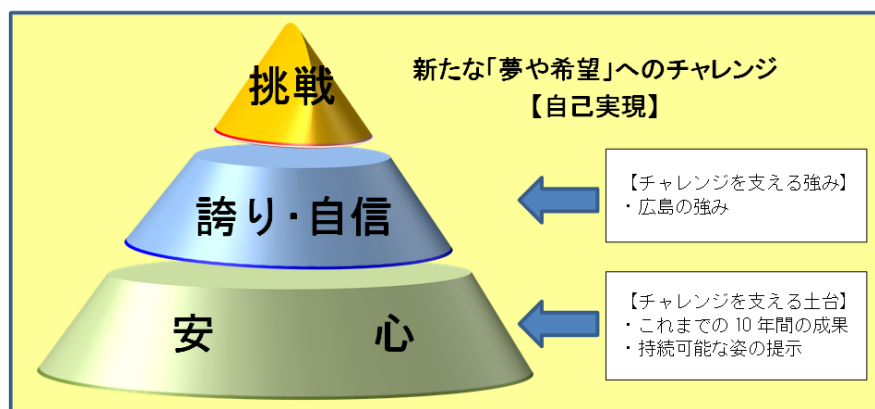 挑戦
新たな「夢や希望」へのチャレンジ
【自己実現】
誇り・自信
【チャレンジを支える強み】
・広島の強み
安 心
【チャレンジを支える土台】
・これまでの 10 年間の成果
・持続可能な姿の提示